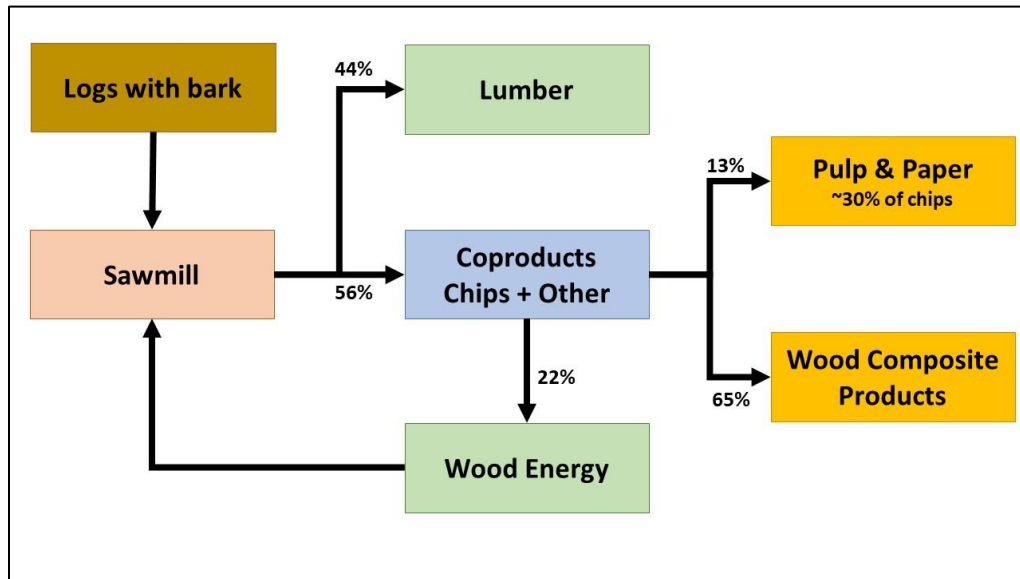 Logs with bark
44%
Lumber
13%
Pulp & Paper
~30% of chips
Sawmill
56%
Coproducts
Chips + Other
22%
65%
Wood Composite
Products
Wood Energy